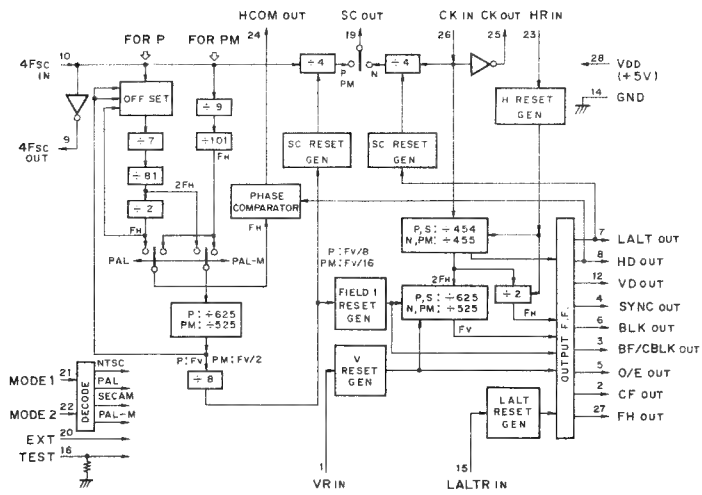 HCOM OUT
24
SC OUT
19
CK IN
26
CK OUT
25
HR IN
23
FOR P
FOR PM
10
4FSC IN
28
VDD (+5V)
14
GND
÷4
P
PM
N
÷4
OFF SET
÷9
H RESET GEN
÷7
÷101
FH
9
4FSC OUT
SC RESET GEN
SC RESET GEN
÷81
2FH
÷2
FH
PHASE COMPARATOR
FH
P,S: ÷454
N,PM: ÷455
7
LALT OUT
8
HD OUT
PAL
PAL-M
P:FV/8
PM:FV/16
2FH
12
VD OUT
P: ÷625
PM: ÷525
FIELD 1 RESET GEN
P,S: ÷625
N,PM: ÷525
÷2
FH
OUTPUT F.F.
4
SYNC OUT
6
BLK OUT
FV
3
BF/CBLK OUT
P:FV
PM:FV/2
÷8
V RESET GEN
5
O/E OUT
2
CF OUT
27
FH OUT
LALT RESET GEN
MODE 1
21
MODE 2
22
DECODE
NTSC
PAL
SECAM
PAL-M
EXT
20
TEST
16
1
VR IN
15
LALTR IN